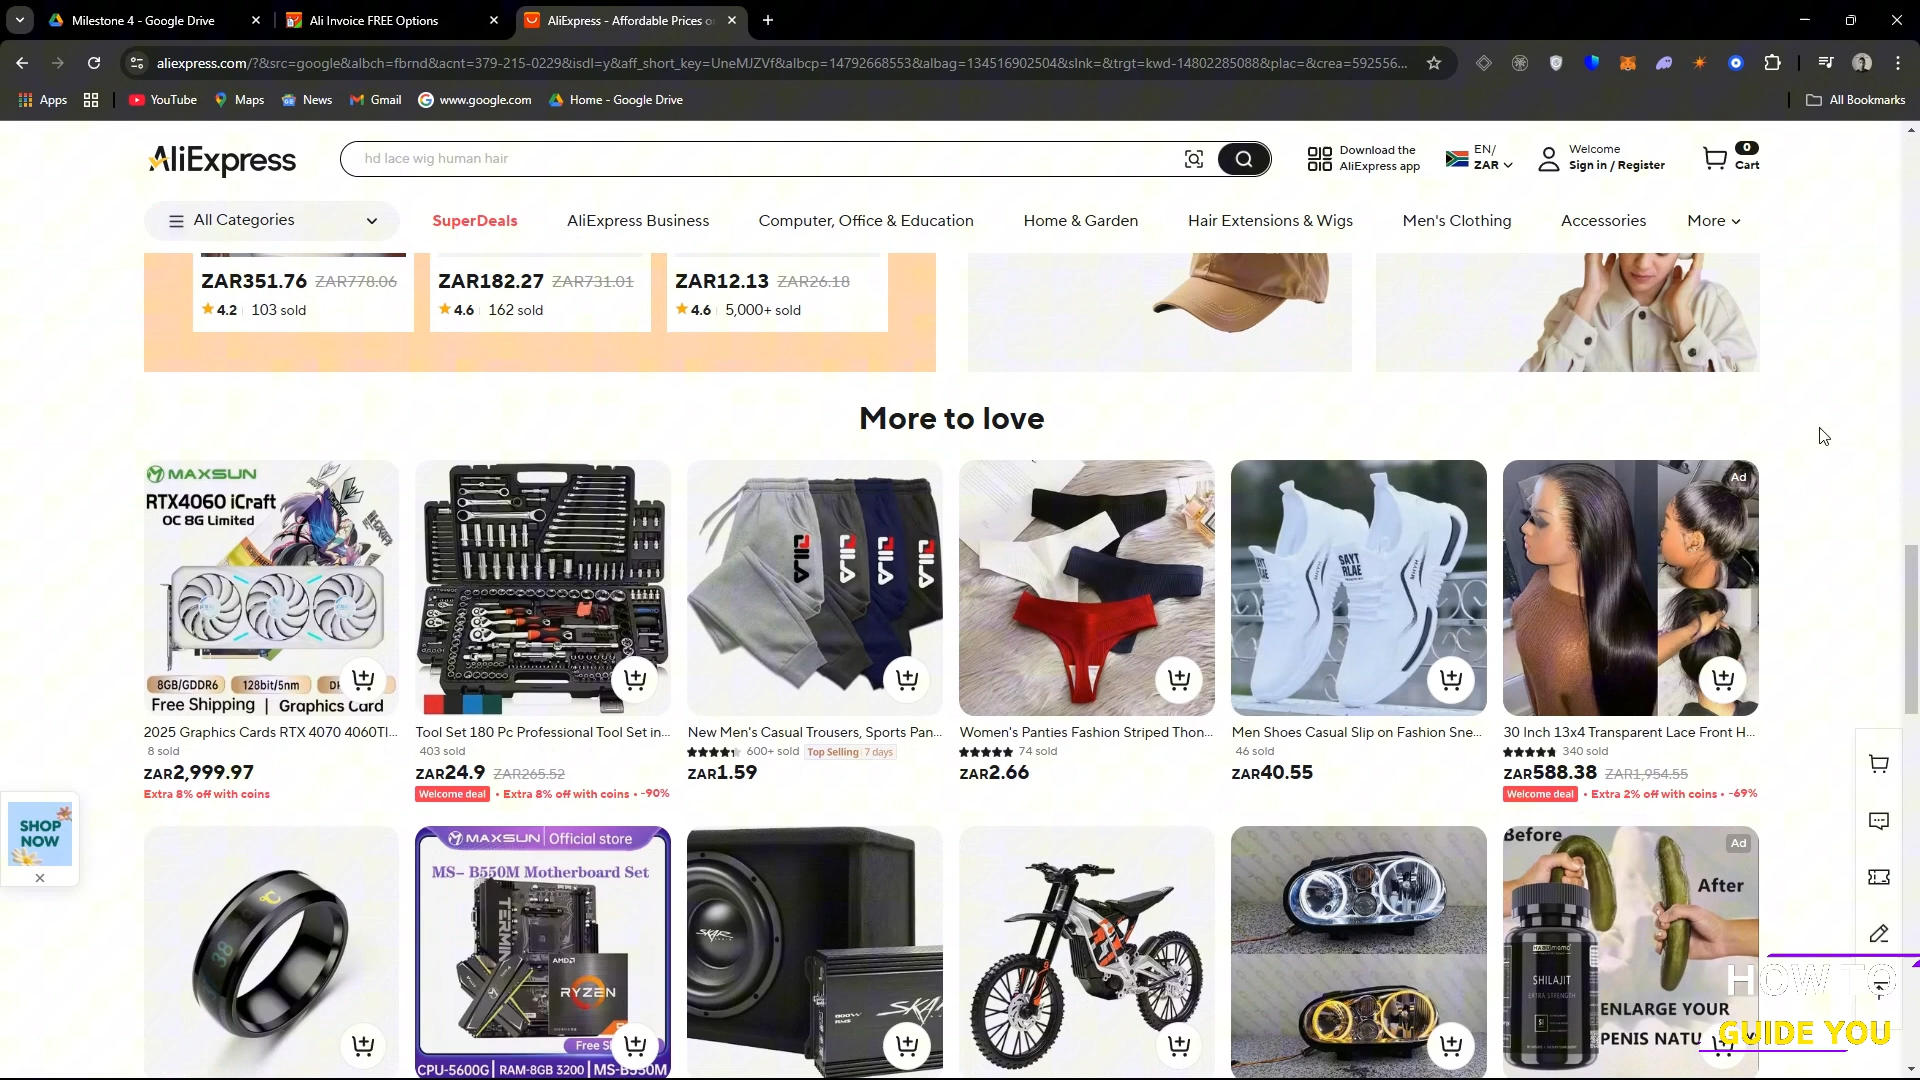 Milestone 4 - Google Drive
Ali Invoice FREE Options
AliExpress - Affordable Prices o
aliexpress.com/?&src=google&albch=fbrnd&acnt=379-215-0229&isdl=y&aff_short_key=UneMJZVf&albcp=14792668553&albag=134516902504&slnk=&trgt=kwd-14802285088&plac=&crea=592556...
Apps
YouTube
Maps
News
Gmail
www.google.com
Home - Google Drive
All Bookmarks
AliExpress
hd lace wig human hair
Download the
AliExpress app
EN/
ZAR
Welcome
Sign in / Register
0
Cart
All Categories
SuperDeals
AliExpress Business
Computer, Office & Education
Home & Garden
Hair Extensions & Wigs
Men's Clothing
Accessories
More
ZAR351.76 ZAR778.06
4.2 103 sold
ZAR182.27 ZAR731.01
4.6 162 sold
ZAR12.13 ZAR26.18
4.6 5,000+ sold
More to love
MAXSUN
RTX4060 iCraft
OC 8G Limited
8GB/GDDR6 128bit/5nm
Free Shipping | Graphics Card
2025 Graphics Cards RTX 4070 4060TI...
8 sold
ZAR2,999.97
Extra 8% off with coins
Tool Set 180 Pc Professional Tool Set in...
403 sold
ZAR24.9 ZAR265.52
Welcome deal • Extra 8% off with coins • -90%
FILA
FILA
FILA
FILA
New Men's Casual Trousers, Sports Pan...
600+ sold Top Selling 7 days
ZAR1.59
Women's Panties Fashion Striped Thon...
74 sold
ZAR2.66
SAYT
RLAE
Men Shoes Casual Slip on Fashion Sne...
46 sold
ZAR40.55
Ad
30 Inch 13x4 Transparent Lace Front H...
340 sold
ZAR588.38 ZAR1,954.55
Welcome deal • Extra 2% off with coins • -69%
SHOP
NOW
38
°C
MAXSUN Official store
MS- B550M Motherboard Set
AMD
RYZEN
CPU-5600G | RAM-8GB 3200 | MS-B550M
SKAR
Before
Ad
After
SHILAJIT
EXTRA STRENGTH
ENLARGE YOUR
PENIS NATU
HOW TO
GUIDE YOU